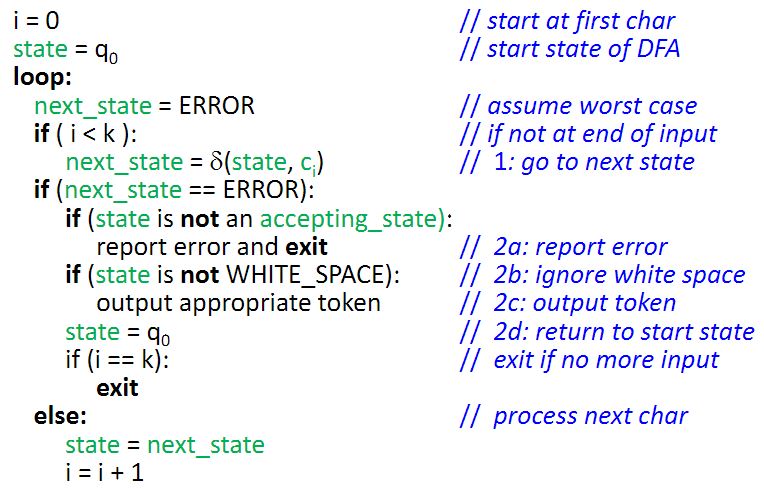 i = 0 // start at first char
state = q₀ // start state of DFA
loop:
next_state = ERROR // assume worst case
if ( i < k ): // if not at end of input
next_state = δ(state, cᵢ) // 1: go to next state
if (next_state == ERROR):
if (state is not an accepting_state):
report error and exit // 2a: report error
if (state is not WHITE_SPACE): // 2b: ignore white space
output appropriate token // 2c: output token
state = q₀ // 2d: return to start state
if (i == k): // exit if no more input
exit
else: // process next char
state = next_state
i = i + 1